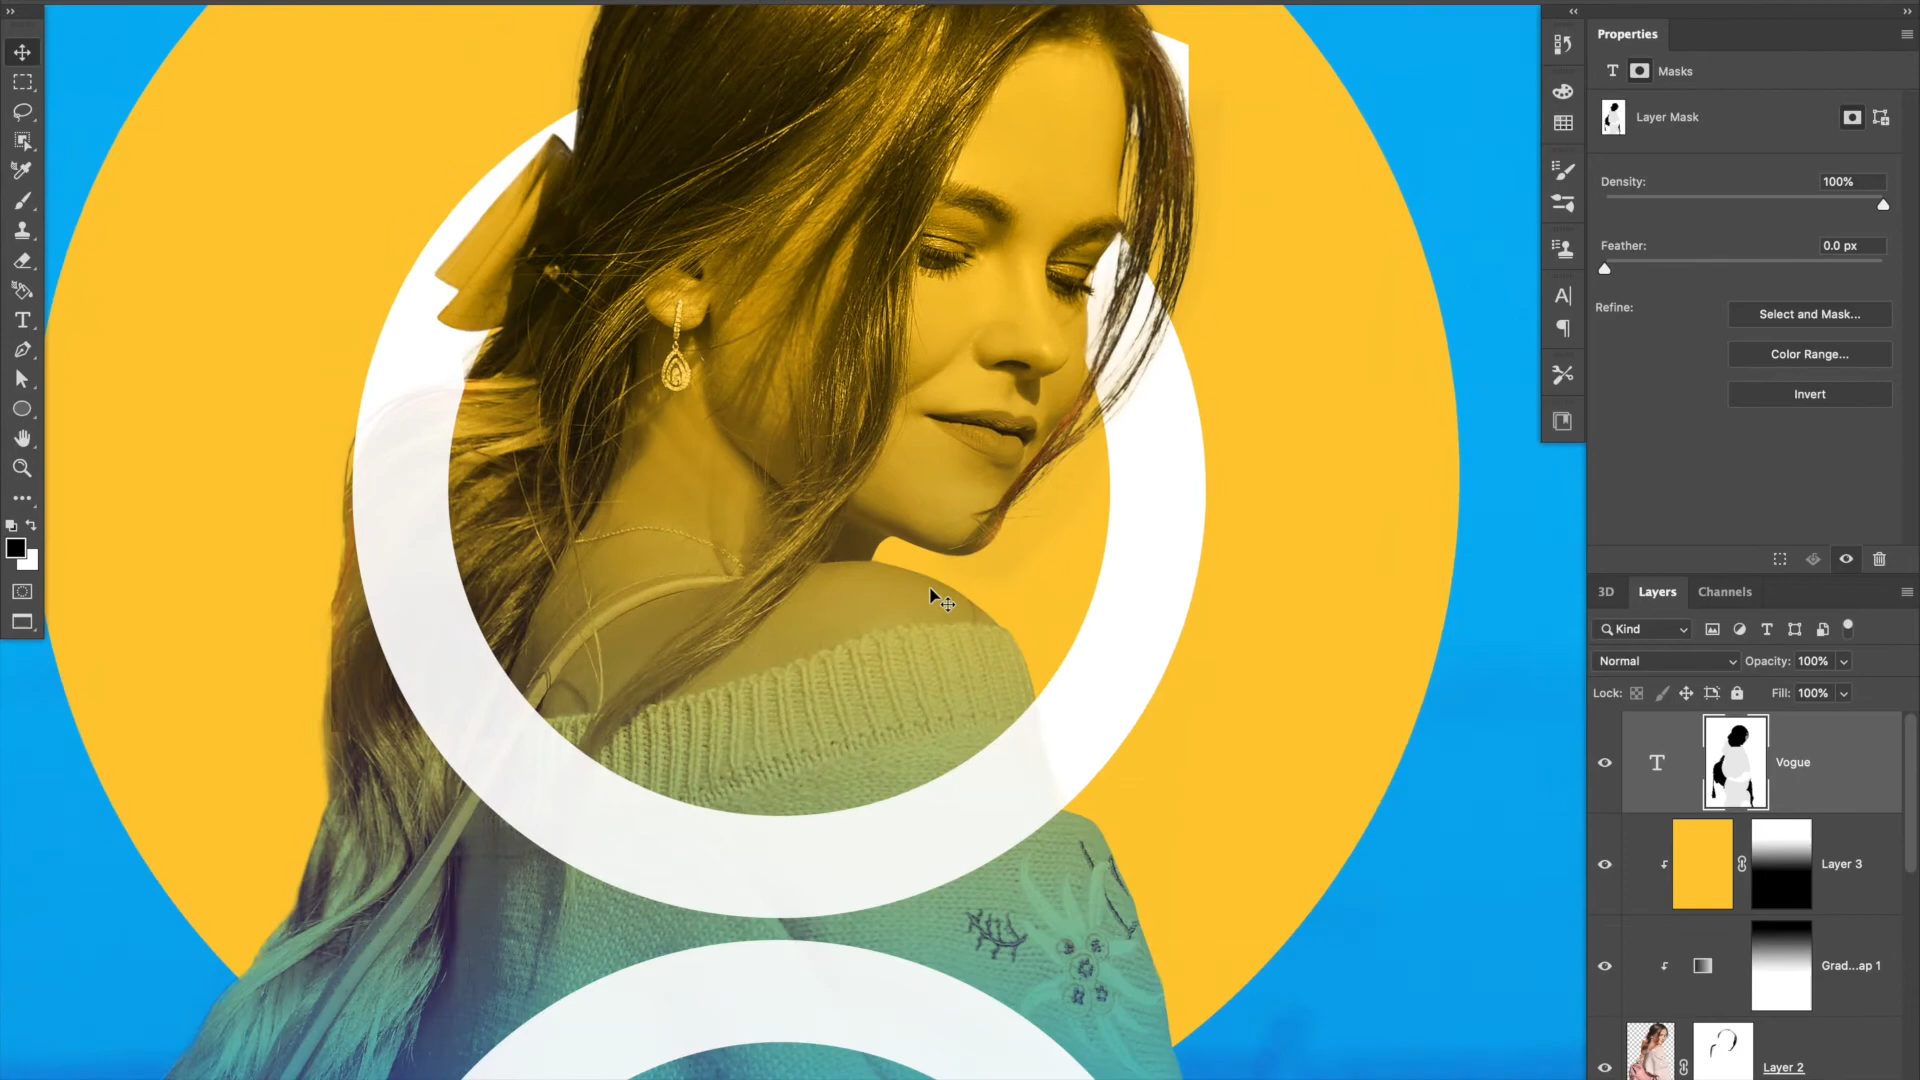 Properties
Masks
Layer Mask
Density:
100%
Feather:
0.0 px
Refine:
Select and Mask...
Color Range...
Invert
3D
Layers
Channels
Kind
Normal
Opacity: 100%
Lock:
Fill: 100%
Vogue
Layer 3
Grad...ap 1
Layer 2